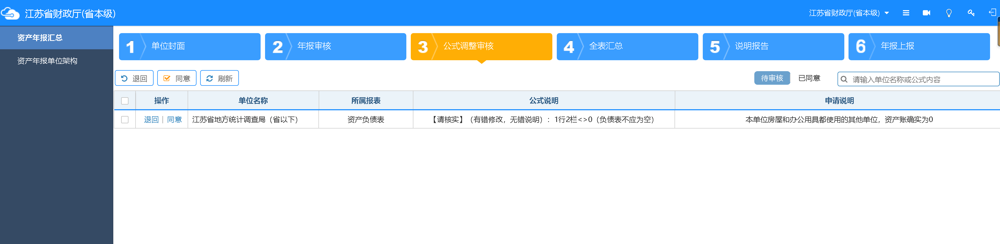 江苏省财政厅(省本级)
江苏省财政厅(省本级)
资产年报汇总
资产年报单位架构
1 单位封面
2 年报审核
3 公式调整审核
4 全表汇总
5 说明报告
6 年报上报
退回 同意 刷新
待审核 已同意 请输入单位名称或公式内容
操作 单位名称 所属报表 公式说明 申请说明
退回 | 同意 江苏省地方统计调查局（省以下） 资产负债表 【请核实】（有错修改，无错说明）：1行2栏<>0（负债表不应为空） 本单位房屋和办公用具都使用的其他单位，资产账确实为0